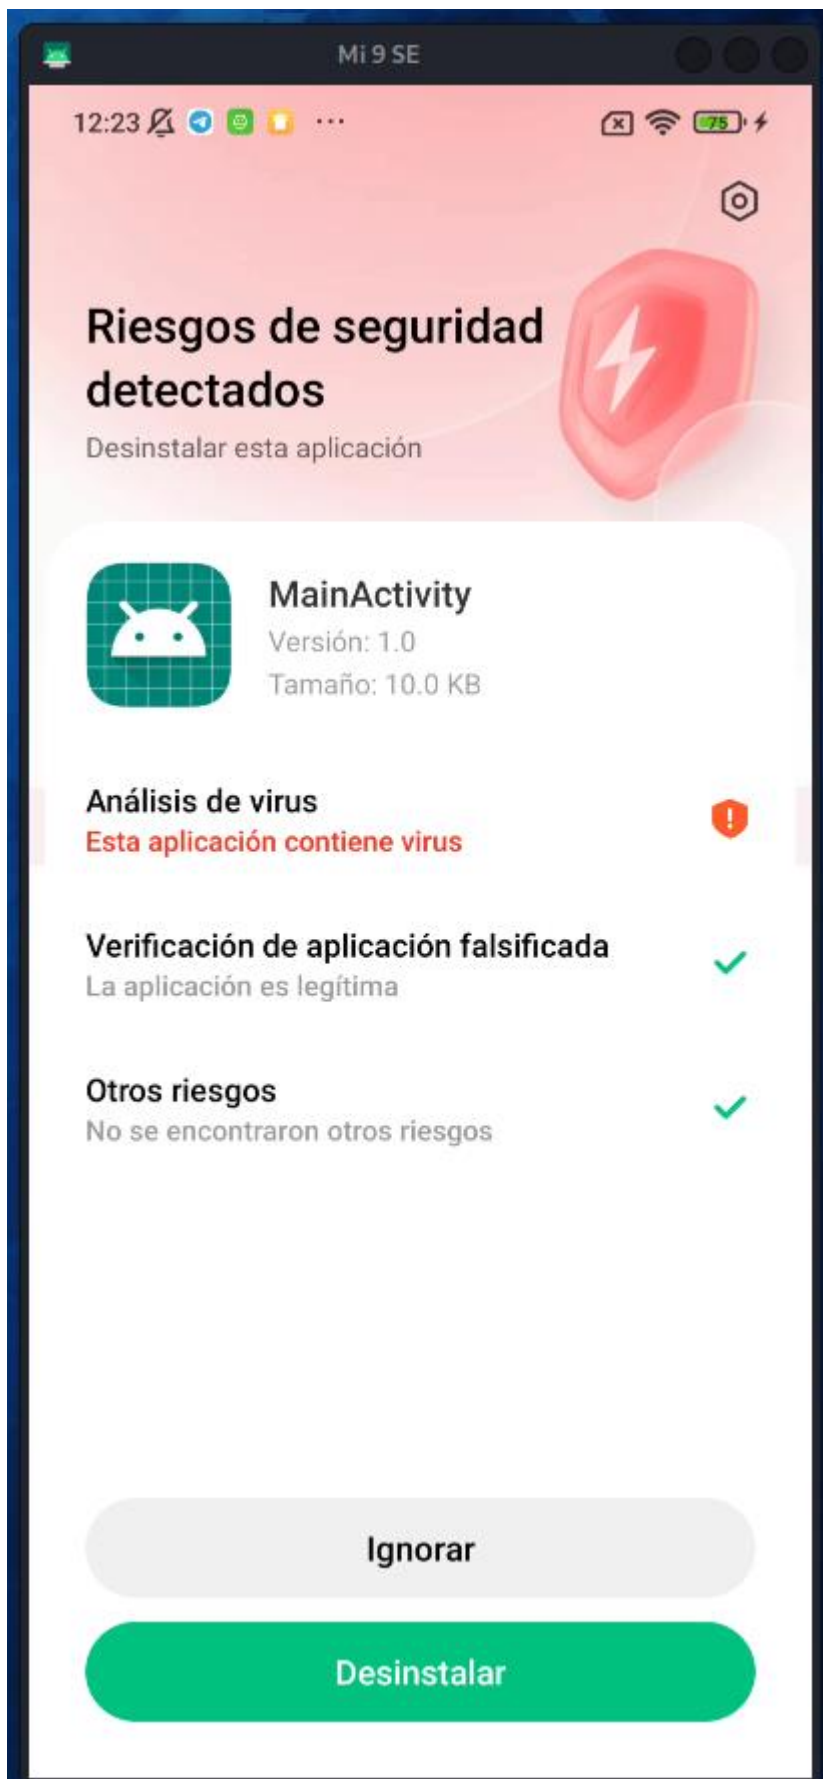 Mi 9 SE
12:23 ...
75
Riesgos de seguridad
detectados
Desinstalar esta aplicación
MainActivity
Versión: 1.0
Tamaño: 10.0 KB
Análisis de virus
Esta aplicación contiene virus
Verificación de aplicación falsificada
La aplicación es legítima
Otros riesgos
No se encontraron otros riesgos
Ignorar
Desinstalar